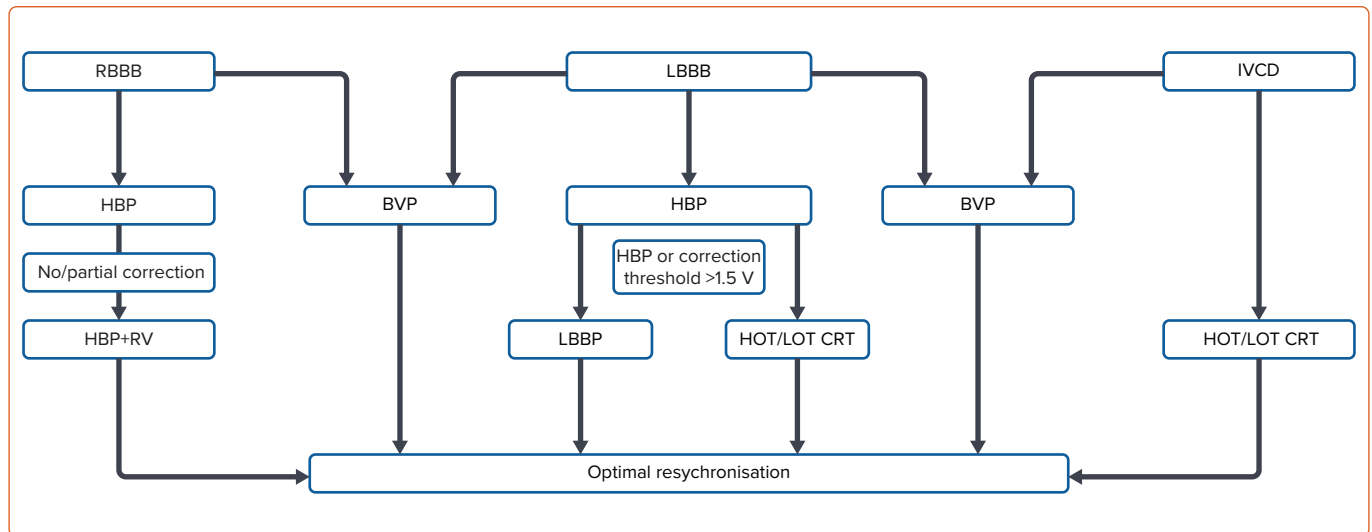 RBBB
LBBB
IVCD
HBP
BVP
HBP
BVP
No/partial correction
HBP or correction
threshold >1.5 V
HBP+RV
LBBP
HOT/LOT CRT
HOT/LOT CRT
Optimal resychronisation